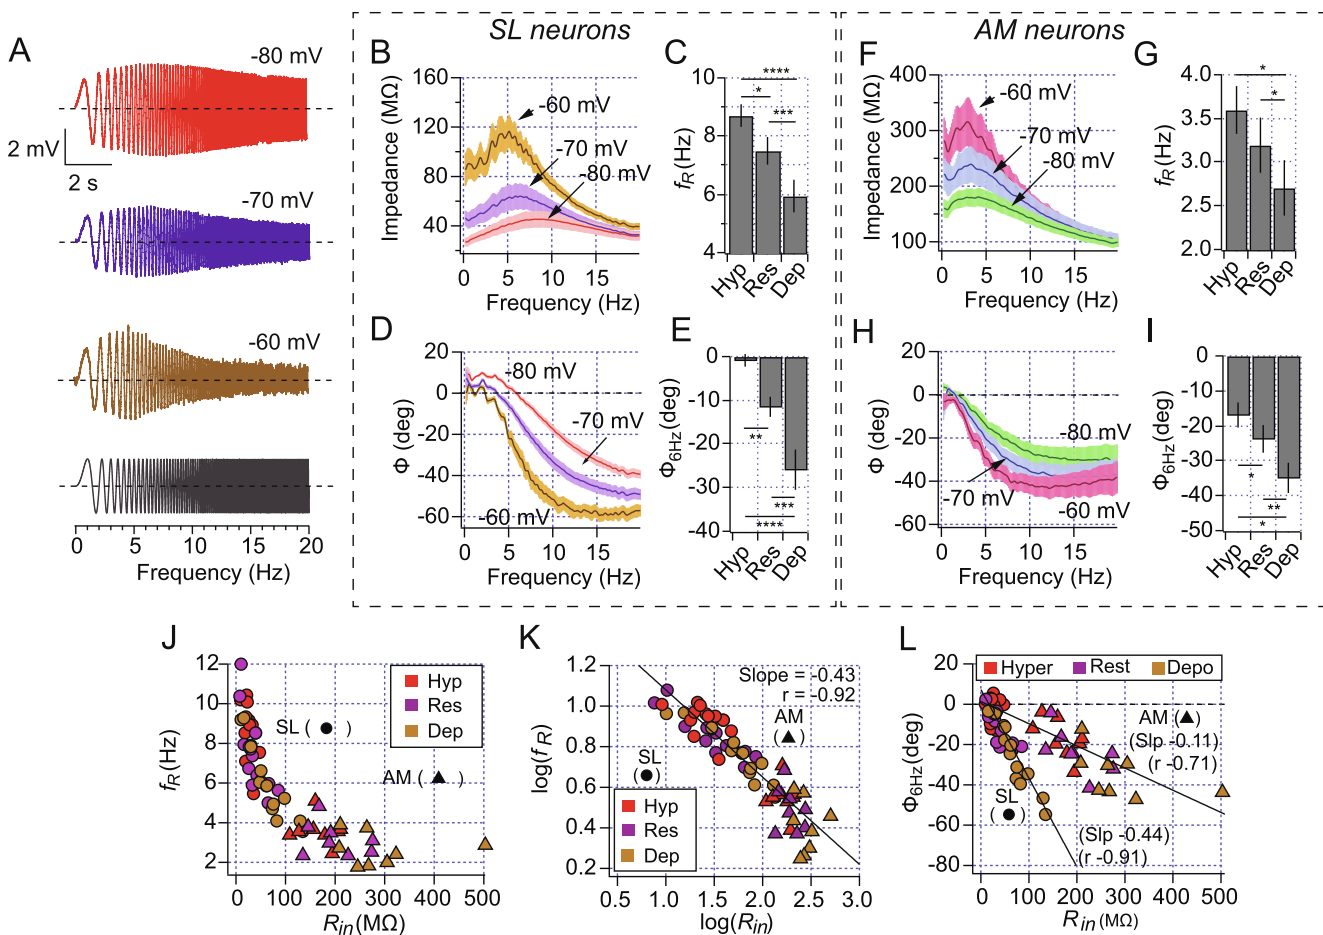 SL neurons
AM neurons
A
-80 mV
2 mV
2 s
-70 mV
-60 mV
0 5 10 15 20
Frequency (Hz)
B
Impedance (MΩ)
160
120
80
40
-60 mV
-70 mV
-80 mV
0 5 10 15
Frequency (Hz)
C
fR(Hz)
10
8
6
4
****
*
***
Hyp Res Dep
D
Φ (deg)
20
0
-20
-40
-60
-80 mV
-70 mV
-60 mV
0 5 10 15
Frequency (Hz)
E
Φ6Hz(deg)
0
-10
-20
-30
-40
**
***
****
Hyp Res Dep
F
Impedance (MΩ)
400
300
200
100
-60 mV
-70 mV
-80 mV
0 5 10 15
Frequency (Hz)
G
fR(Hz)
4.0
3.5
3.0
2.5
2.0
*
*
Hyp Res Dep
H
Φ (deg)
20
0
-20
-40
-60
-80 mV
-70 mV
-60 mV
0 5 10 15
Frequency (Hz)
I
Φ6Hz(deg)
0
-10
-20
-30
-40
-50
*
**
*
Hyp Res Dep
J
fR(Hz)
12
10
8
6
4
2
Hyp
Res
Dep
SL ( )
AM ( )
0 100 200 300 400 500
Rin(MΩ)
K
log(fR)
1.2
1.0
0.8
0.6
0.4
0.2
Slope = -0.43
r = -0.92
AM
( )
SL
( )
Hyp
Res
Dep
0.5 1.0 1.5 2.0 2.5 3.0
log(Rin)
L
Φ6Hz(deg)
20
0
-20
-40
-60
-80
Hyper Rest Depo
AM ( )
(Slp -0.11)
(r -0.71)
SL
( )
(Slp -0.44)
(r -0.91)
0 100 200 300 400 500
Rin(MΩ)